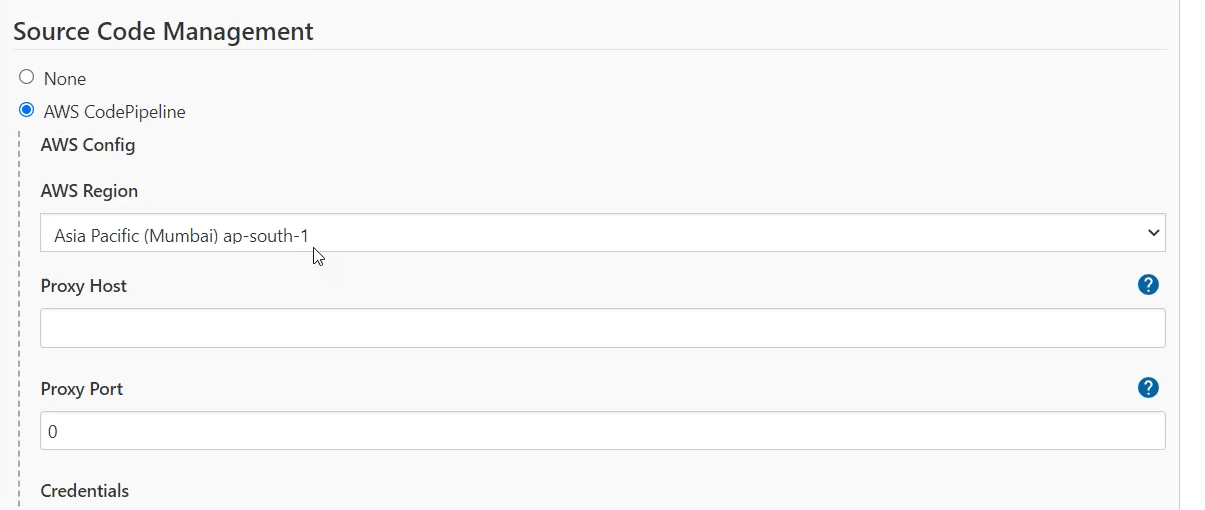 Source Code Management
None
AWS CodePipeline
AWS Config
AWS Region
Asia Pacific (Mumbai) ap-south-1
Proxy Host
?
Proxy Port
?
0
Credentials